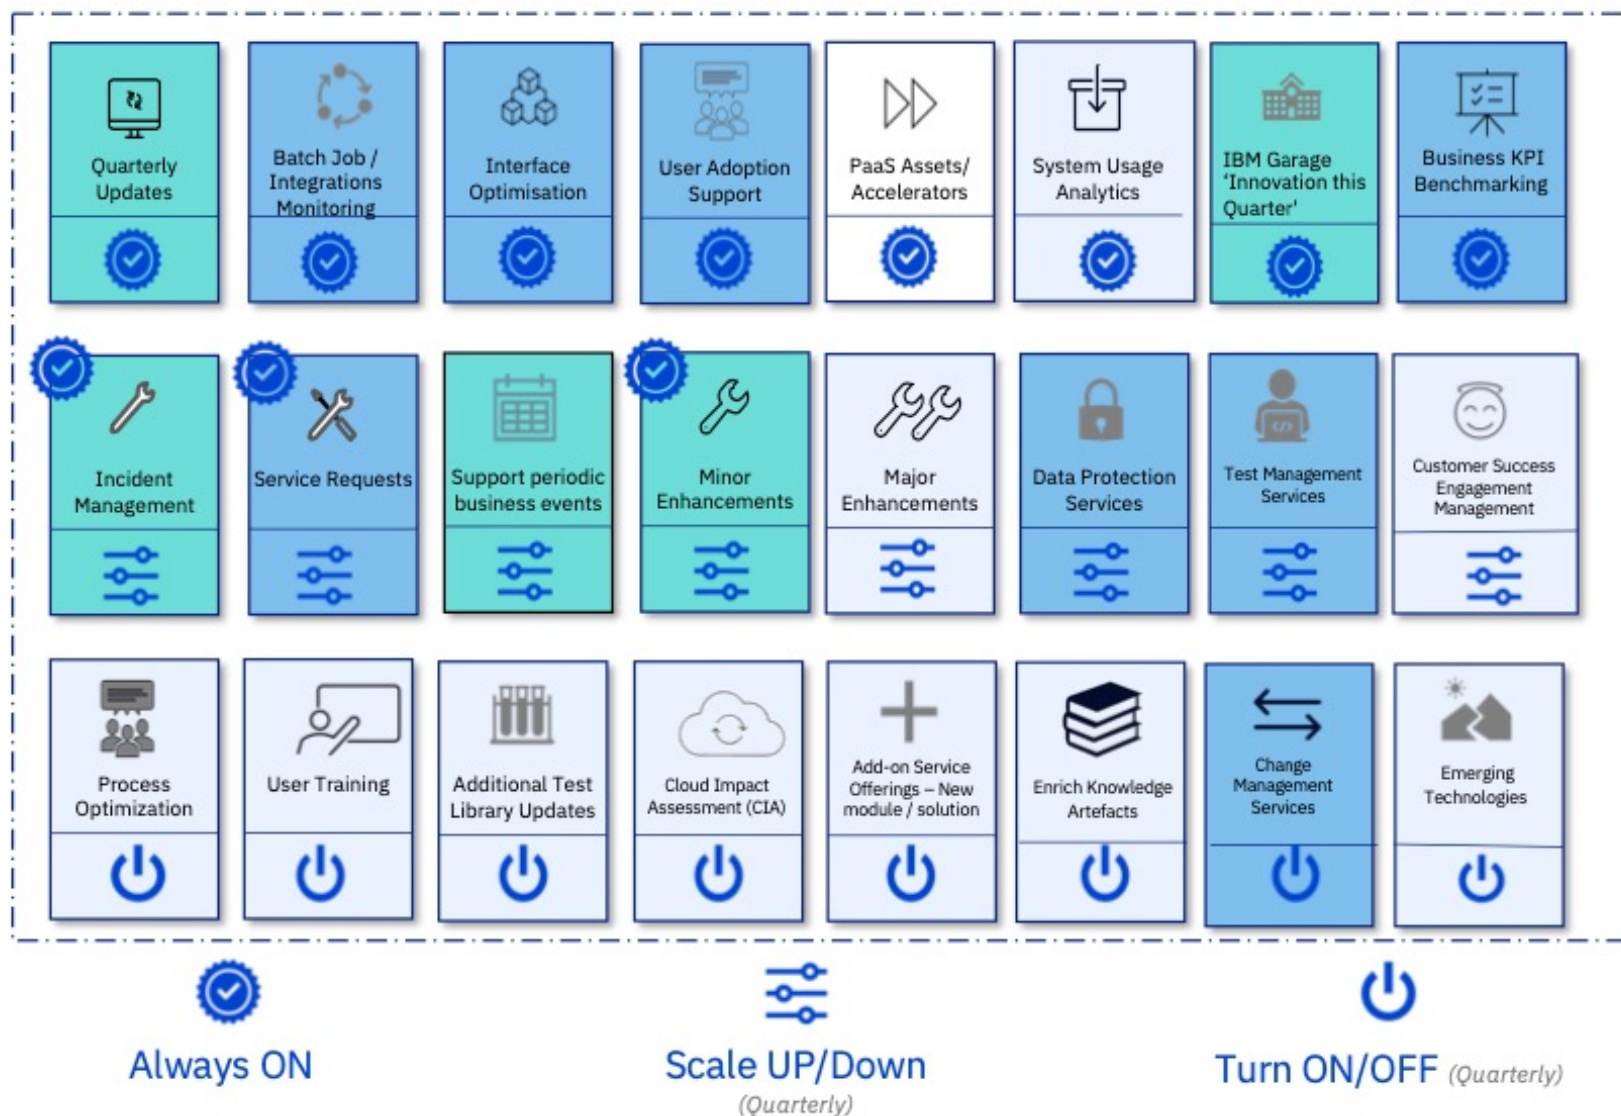 Quarterly
Updates
Batch Job /
Integrations
Monitoring
Interface
Optimisation
User Adoption
Support
PaaS Assets/
Accelerators
System Usage
Analytics
IBM Garage
‘Innovation this
Quarter'
Business KPI
Benchmarking
Incident
Management
Service Requests
Support periodic
business events
Minor
Enhancements
Major
Enhancements
Data Protection
Services
Test Management
Services
Customer Success
Engagement
Management
Process
Optimization
User Training
Additional Test
Library Updates
Cloud Impact
Assessment (CIA)
Add-on Service
Offerings – New
module / solution
Enrich Knowledge
Artefacts
Change
Management
Services
Emerging
Technologies
Always ON
Scale UP/Down
(Quarterly)
Turn ON/OFF (Quarterly)